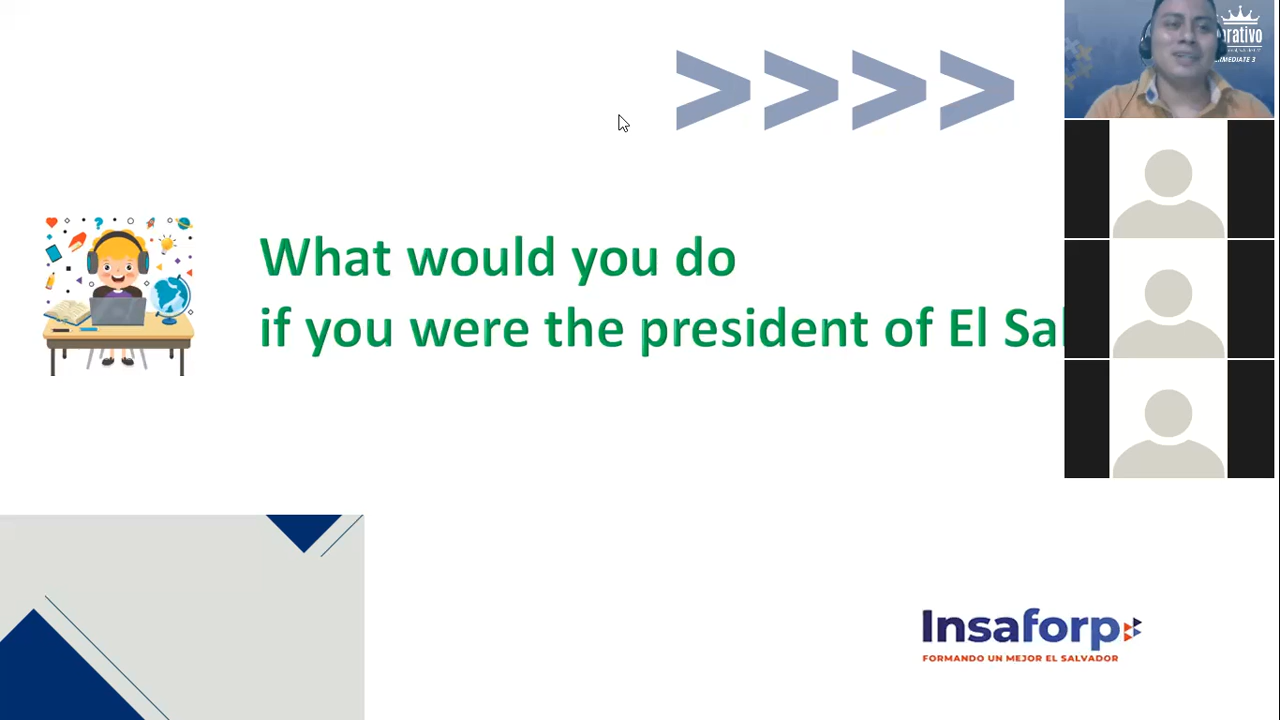 >>>>
What would you do
if you were the president of El Sal
Insaforp
FORMANDO UN MEJOR EL SALVADOR